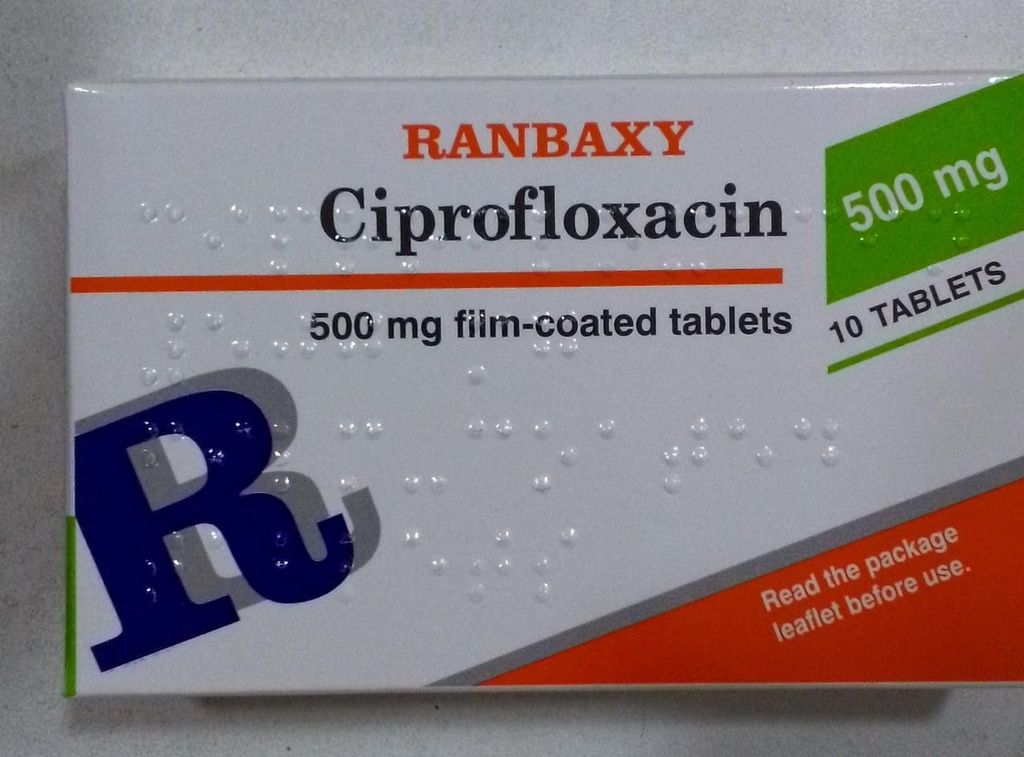 RANBAXY
Ciprofloxacin
500 mg film-coated tablets
500 mg
10 TABLETS
R
Read the package
leaflet before use.